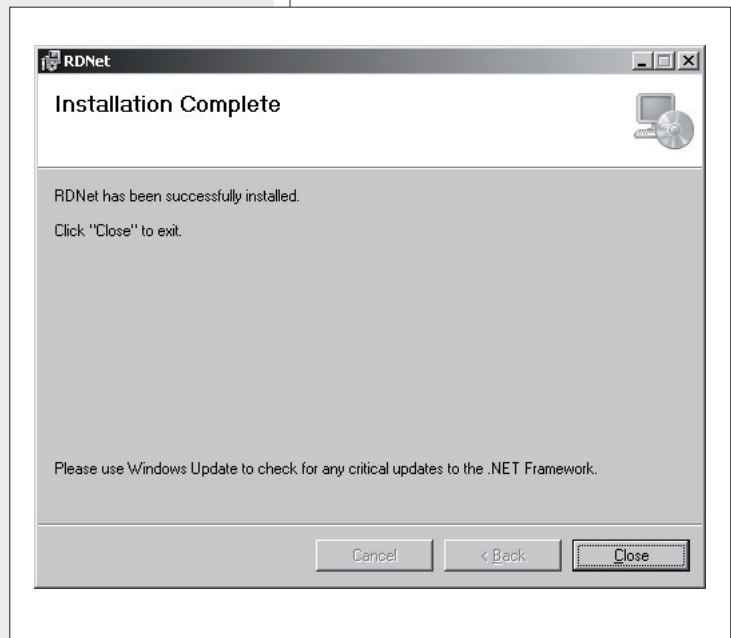 RDNet
Installation Complete
RDNet has been successfully installed.
Click "Close" to exit.
Please use Windows Update to check for any critical updates to the .NET Framework.
Cancel
< Back
Close